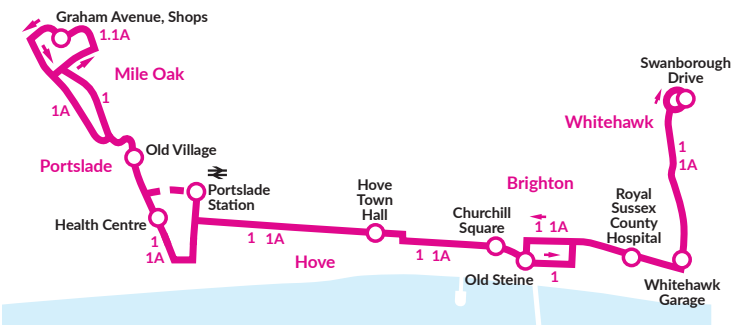 Graham Avenue, Shops
1.1A
Mile Oak
1
1A
Old Village
Portslade
Portslade
Station
Health Centre
1
1A
1 1A
Hove
Hove
Town
Hall
1 1A
Churchill
Square
Old Steine
Brighton
1 1A
1
Royal
Sussex
County
Hospital
Whitehawk
Garage
1
1A
Whitehawk
Swanborough
Drive